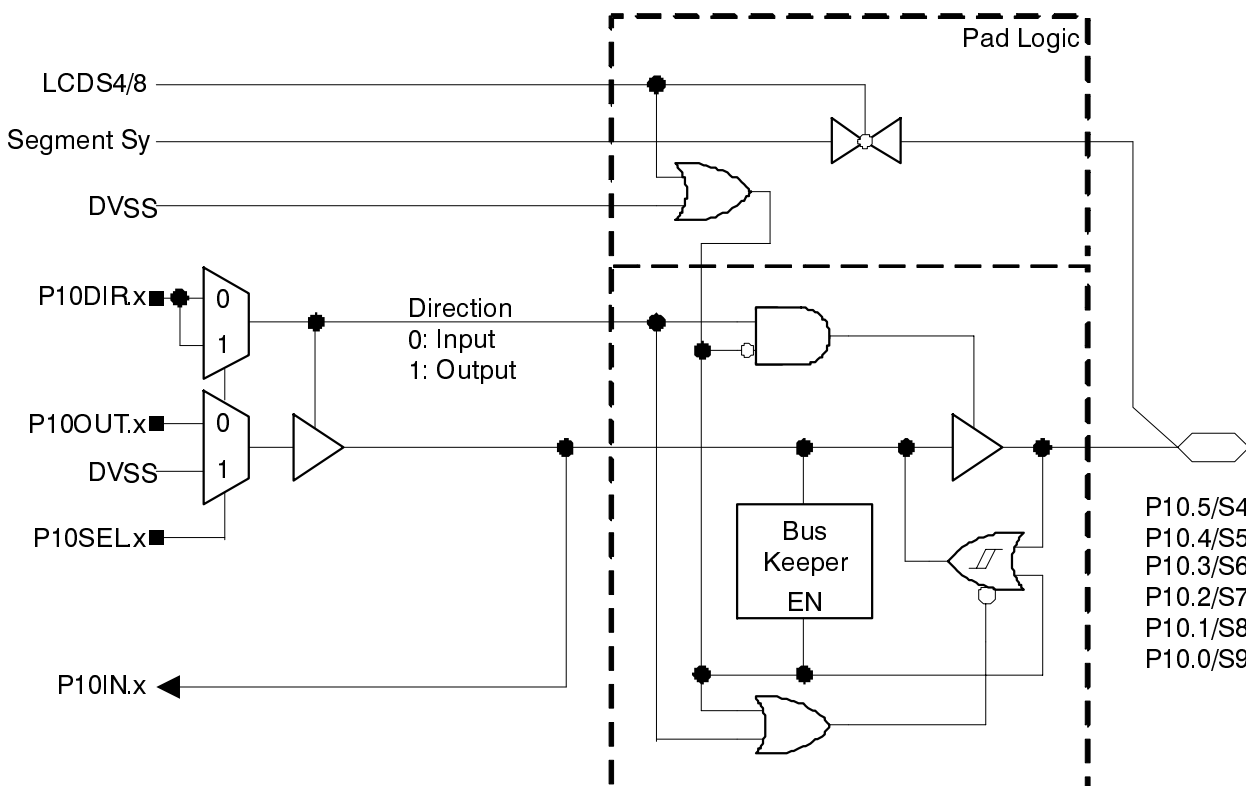 Pad Logic
LCDS4/8
Segment Sy
DVSS
P10DIR.x
0
1
Direction
0: Input
1: Output
P10OUT.x
0
DVSS
1
P10SEL.x
Bus
Keeper
EN
P10.5/S4
P10.4/S5
P10.3/S6
P10.2/S7
P10.1/S8
P10.0/S9
P10IN.x